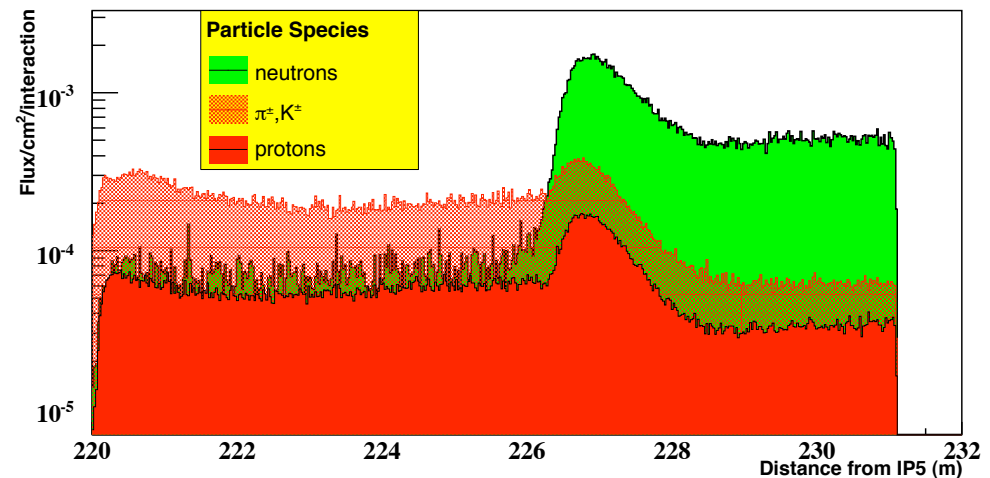 Flux/cm²/interaction
10⁻³
10⁻⁴
10⁻⁵
Particle Species
neutrons
π±,K±
protons
220 222 224 226 228 230 232
Distance from IP5 (m)